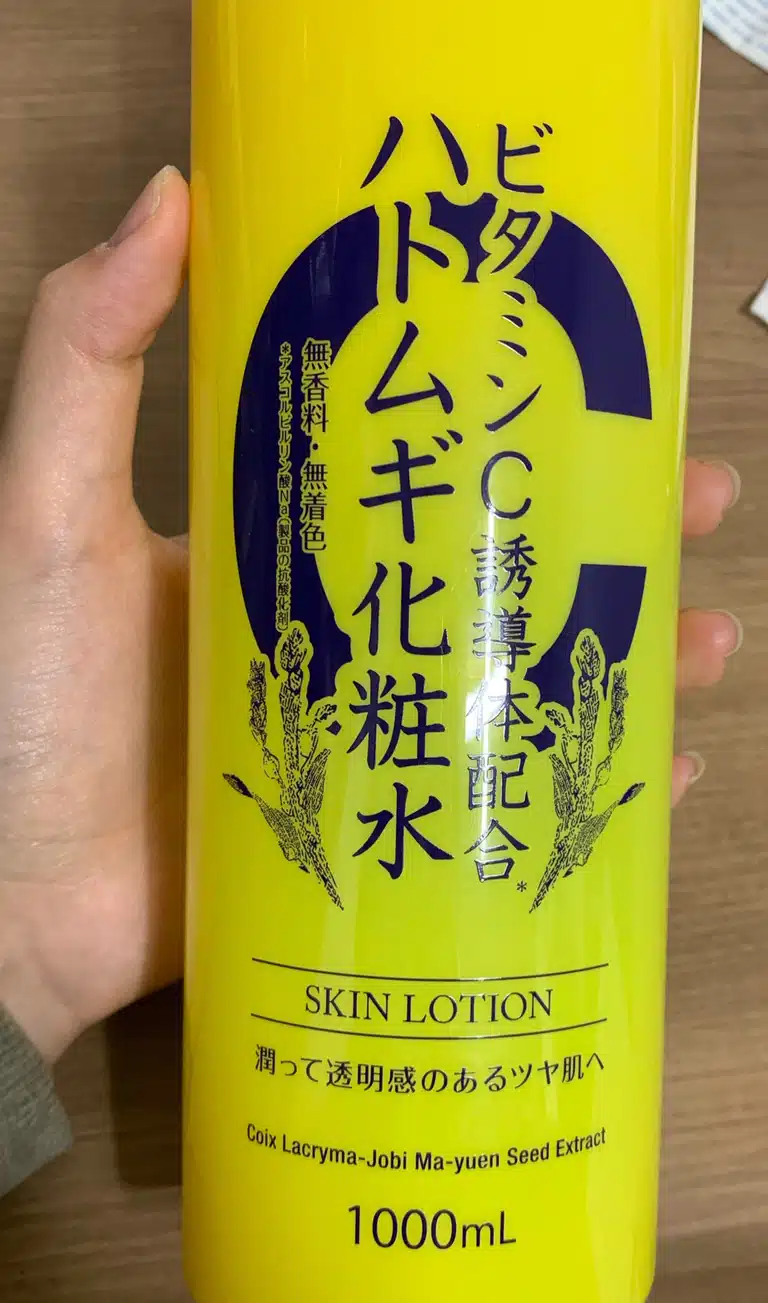 ビタミンC誘導体配合*
ハトムギ化粧水
無香料・無着色
*アスコルビルリン酸Na(製品の抗酸化剤)
SKIN LOTION
潤って透明感のあるツヤ肌へ
Coix Lacryma-Jobi Ma-yuen Seed Extract
1000mL